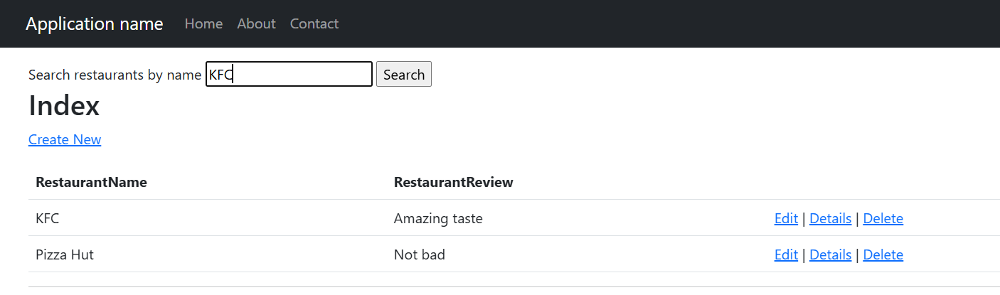 Application name Home About Contact
Search restaurants by name KFC Search
Index
Create New
RestaurantName RestaurantReview
KFC Amazing taste Edit | Details | Delete
Pizza Hut Not bad Edit | Details | Delete